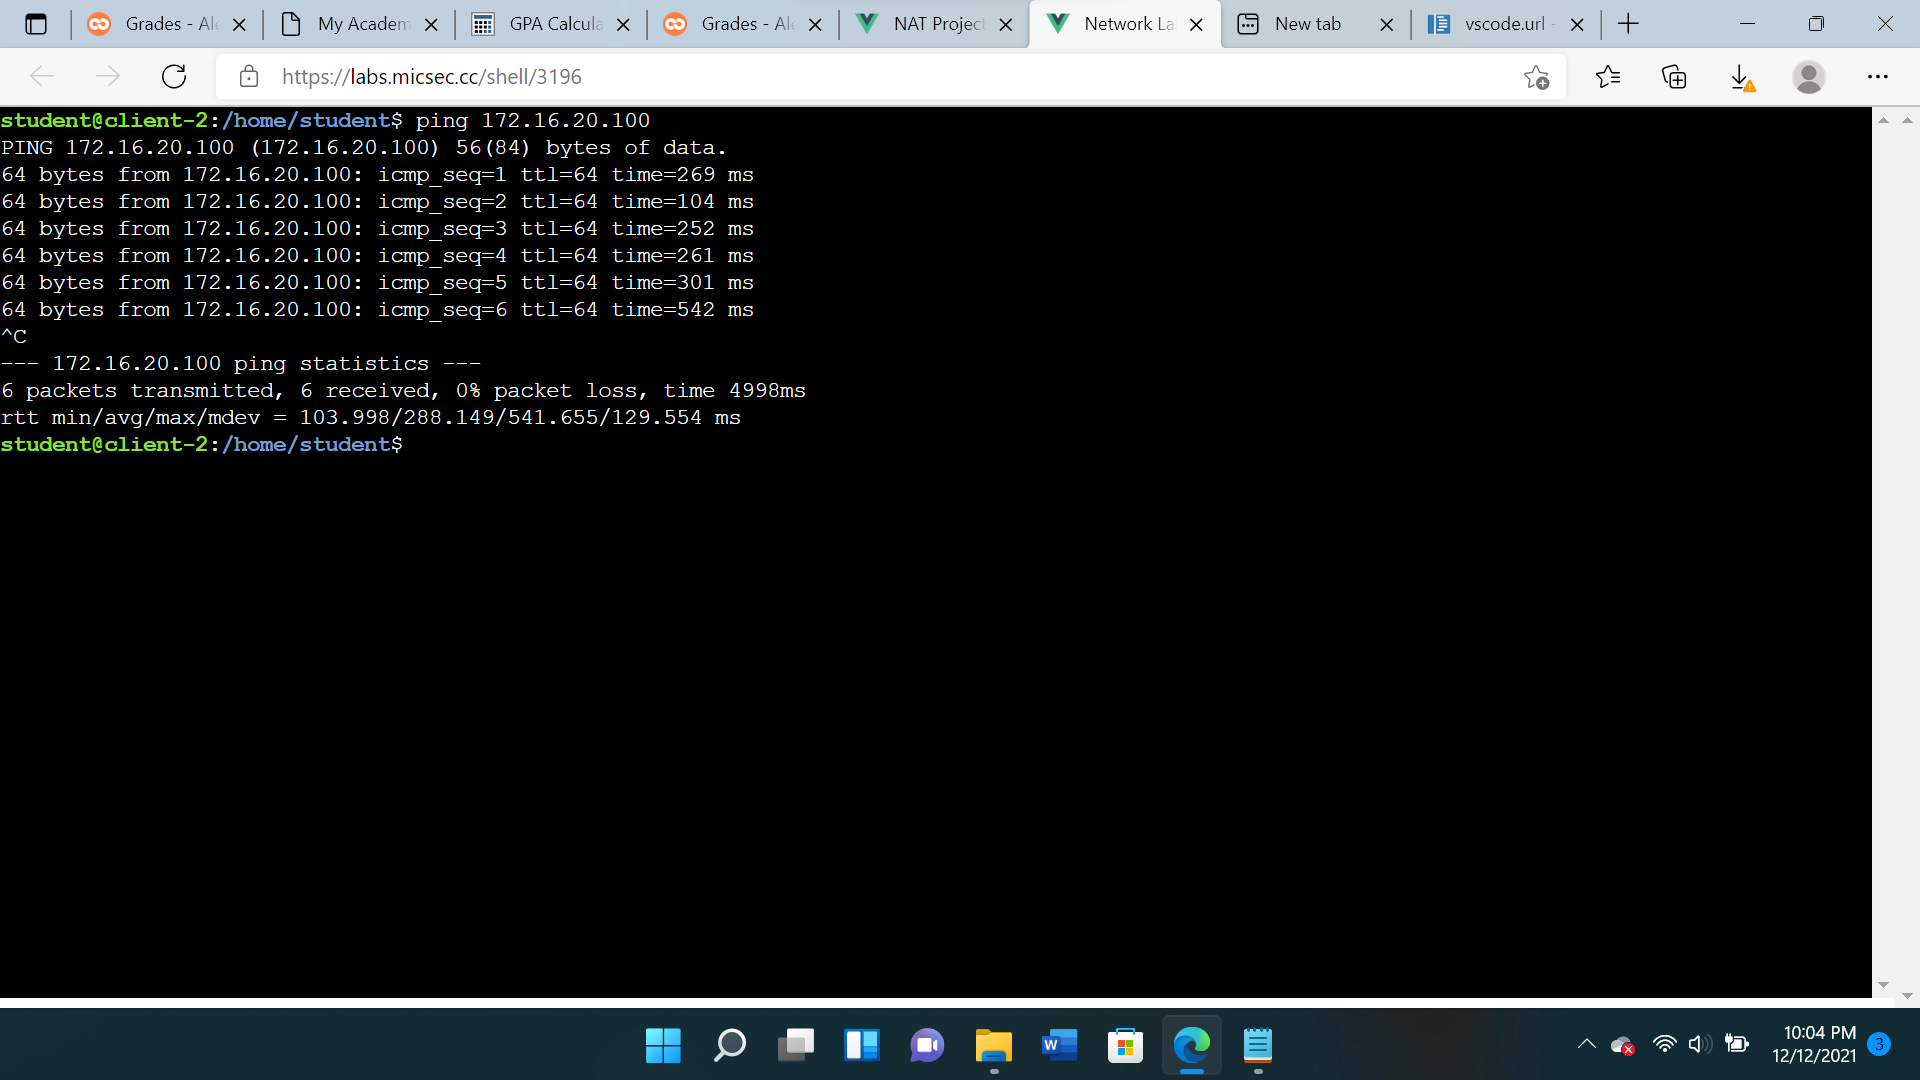 Grades - Ale
My Academ
GPA Calcula
Grades - Ale
NAT Project
Network La
New tab
vscode.url -
https://labs.micsec.cc/shell/3196
student@client-2:/home/student$ ping 172.16.20.100
PING 172.16.20.100 (172.16.20.100) 56(84) bytes of data.
64 bytes from 172.16.20.100: icmp_seq=1 ttl=64 time=269 ms
64 bytes from 172.16.20.100: icmp_seq=2 ttl=64 time=104 ms
64 bytes from 172.16.20.100: icmp_seq=3 ttl=64 time=252 ms
64 bytes from 172.16.20.100: icmp_seq=4 ttl=64 time=261 ms
64 bytes from 172.16.20.100: icmp_seq=5 ttl=64 time=301 ms
64 bytes from 172.16.20.100: icmp_seq=6 ttl=64 time=542 ms
^C
--- 172.16.20.100 ping statistics ---
6 packets transmitted, 6 received, 0% packet loss, time 4998ms
rtt min/avg/max/mdev = 103.998/288.149/541.655/129.554 ms
student@client-2:/home/student$
W
10:04 PM
12/12/2021
3